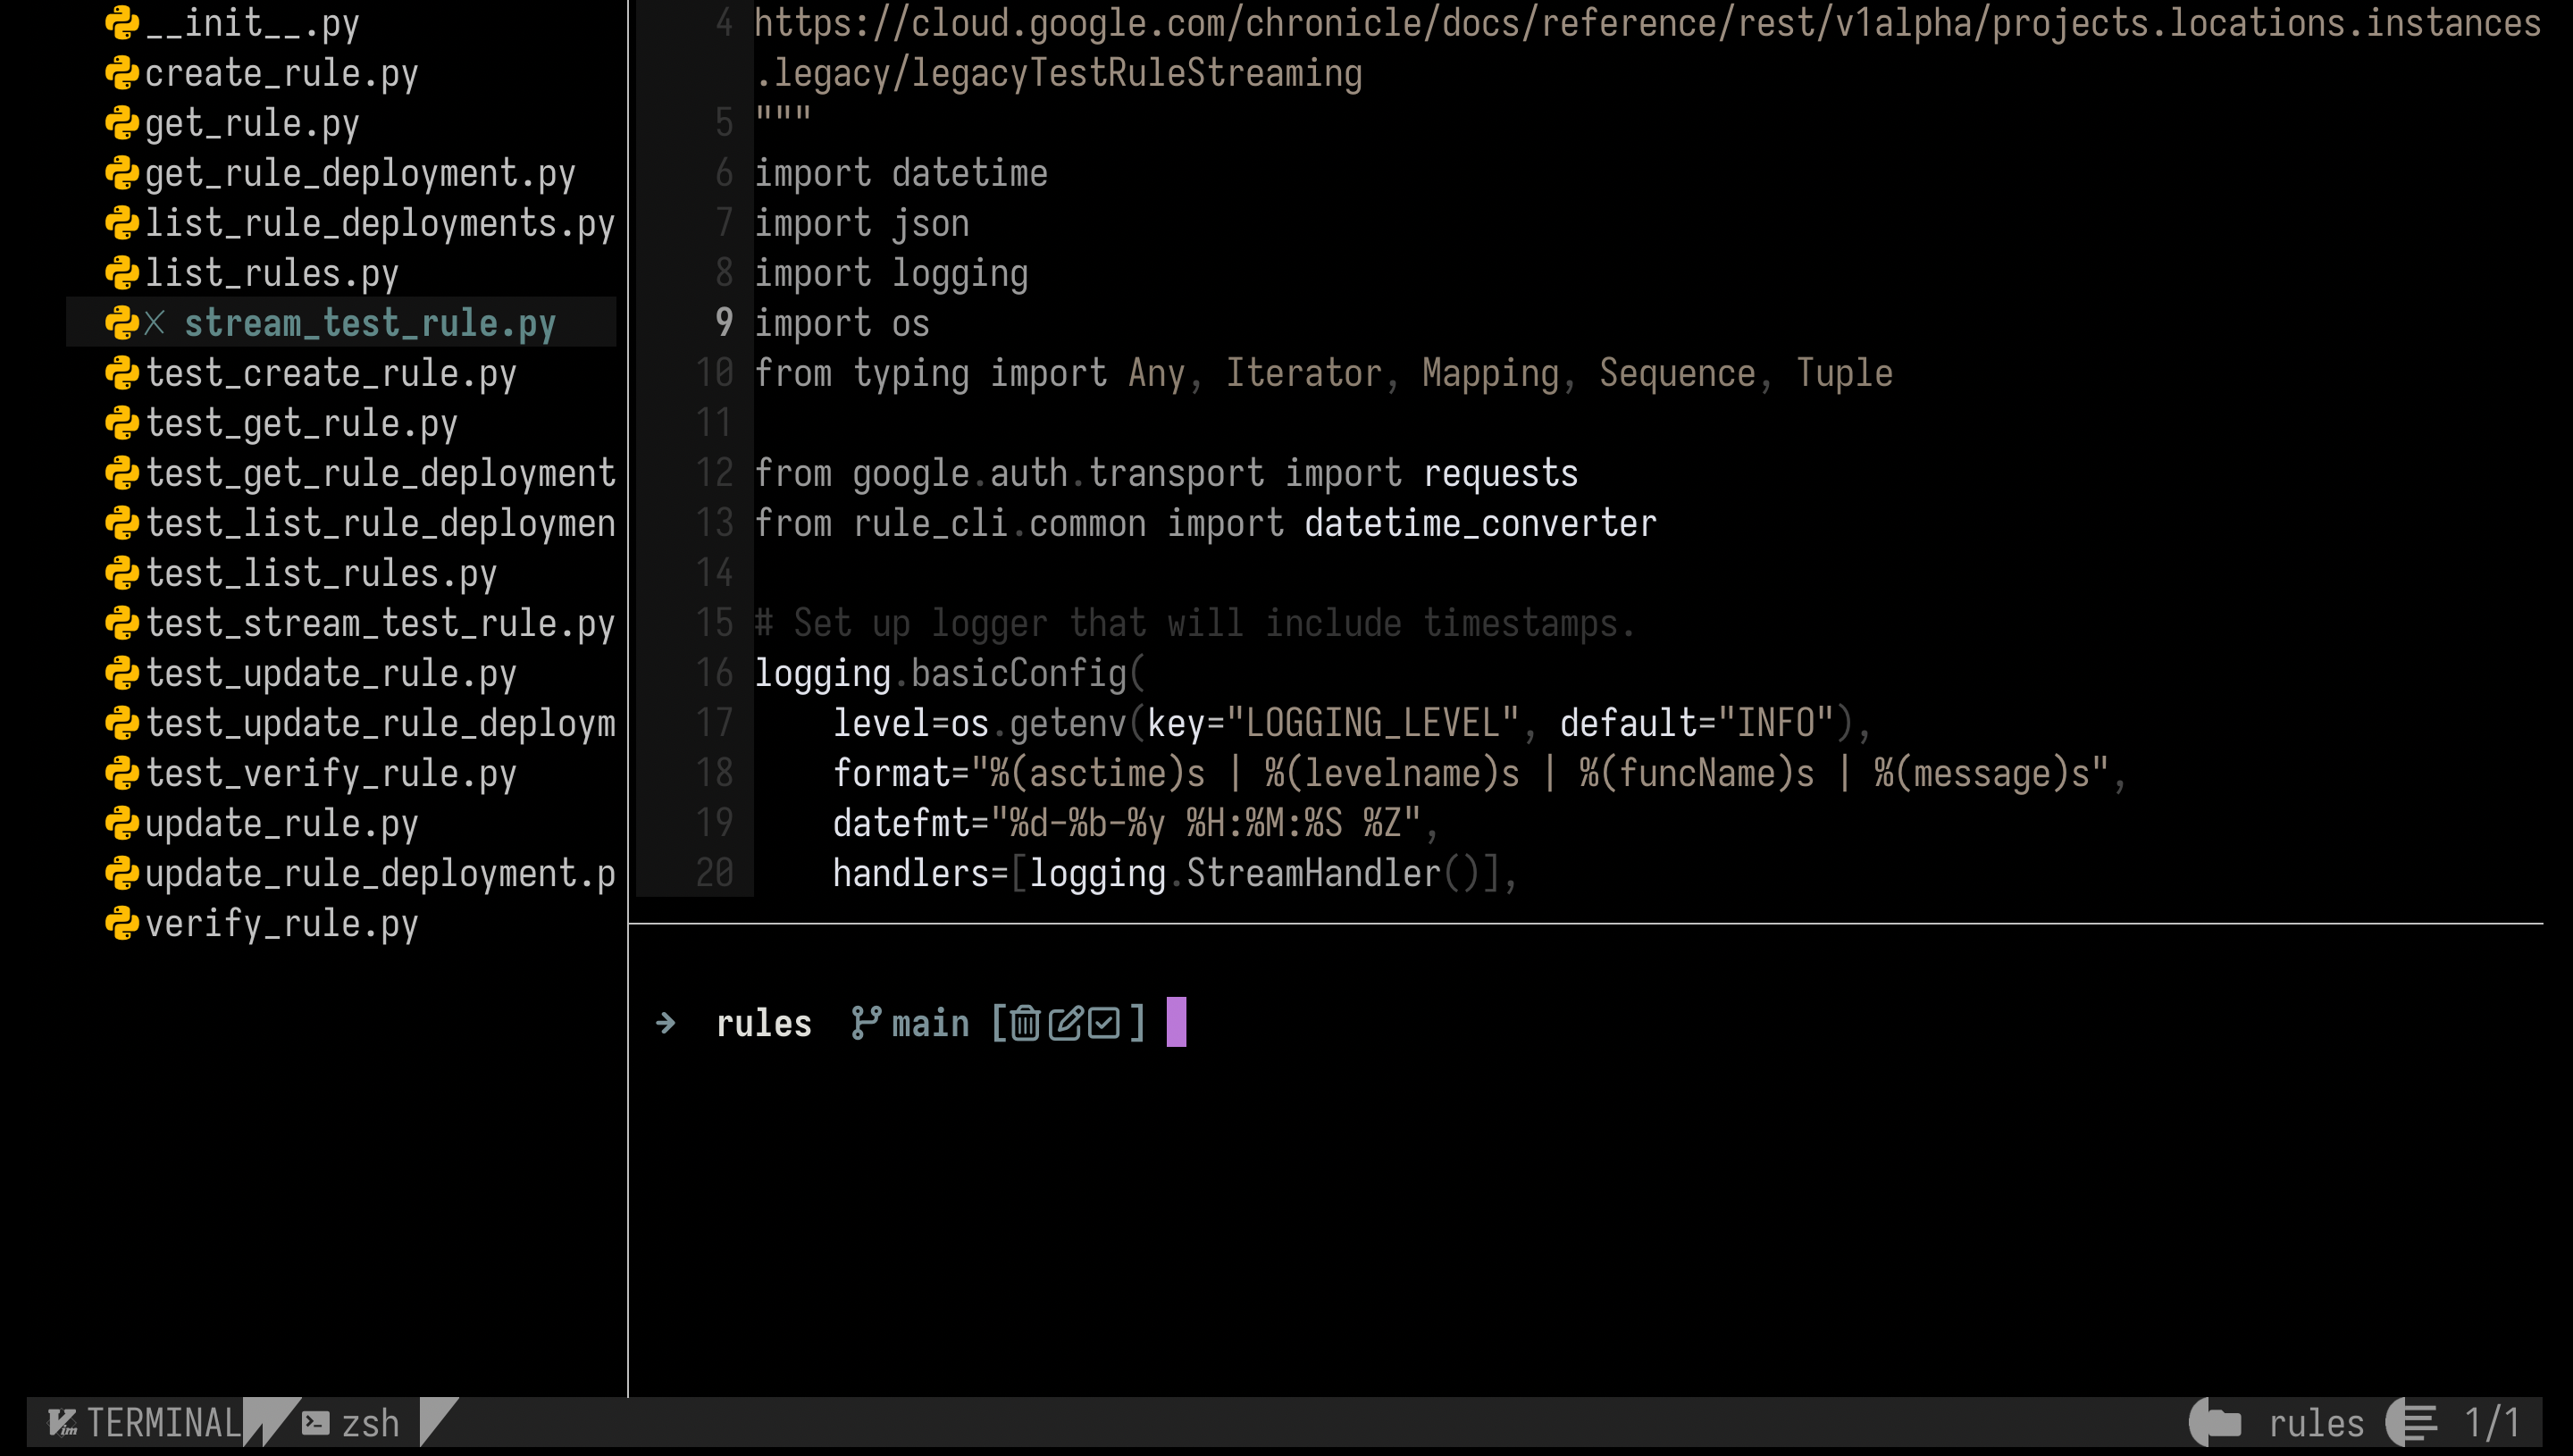 __init__.py
create_rule.py
get_rule.py
get_rule_deployment.py
list_rule_deployments.py
list_rules.py
stream_test_rule.py
test_create_rule.py
test_get_rule.py
test_get_rule_deployment
test_list_rule_deploymen
test_list_rules.py
test_stream_test_rule.py
test_update_rule.py
test_update_rule_deploym
test_verify_rule.py
update_rule.py
update_rule_deployment.p
verify_rule.py
4 https://cloud.google.com/chronicle/docs/reference/rest/v1alpha/projects.locations.instances
.legacy/legacyTestRuleStreaming
5 """
6 import datetime
7 import json
8 import logging
9 import os
10 from typing import Any, Iterator, Mapping, Sequence, Tuple
11
12 from google.auth.transport import requests
13 from rule_cli.common import datetime_converter
14
15 # Set up logger that will include timestamps.
16 logging.basicConfig(
17     level=os.getenv(key="LOGGING_LEVEL", default="INFO"),
18     format="%(asctime)s | %(levelname)s | %(funcName)s | %(message)s",
19     datefmt="%d-%b-%y %H:%M:%S %Z",
20     handlers=[logging.StreamHandler()],
→ rules main [ ]
TERMINAL zsh rules 1/1